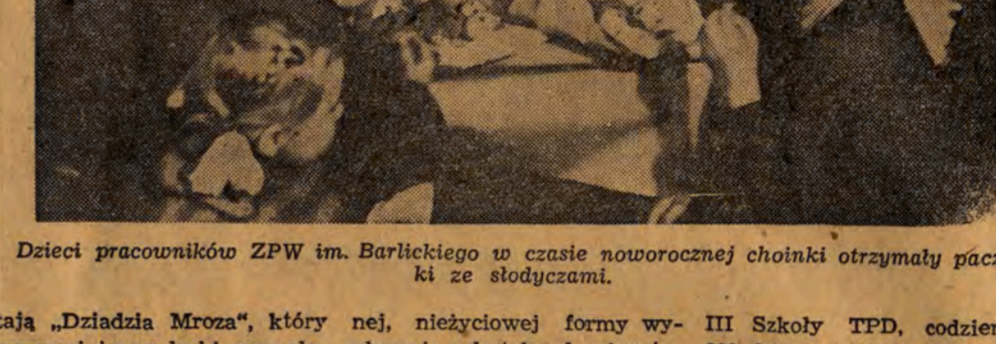 Dzieci pracowników ZPW im. Barlickiego w czasie noworocznej choinki otrzymały pacz
ki ze słodyczami.
tają „Dziadzia Mroza“, który
nej, nieżyciowej formy wy-
III Szkoły TPD, codzien